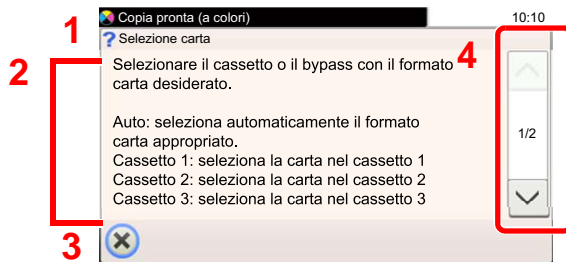 Copia pronta (a colori)
10:10
1
? Selezione carta
2
4
Selezionare il cassetto o il bypass con il formato
carta desiderato.
Auto: seleziona automaticamente il formato
carta appropriato.
1/2
Cassetto 1: seleziona la carta nel cassetto 1
Cassetto 2: seleziona la carta nel cassetto 2
Cassetto 3: seleziona la carta nel cassetto 3
3